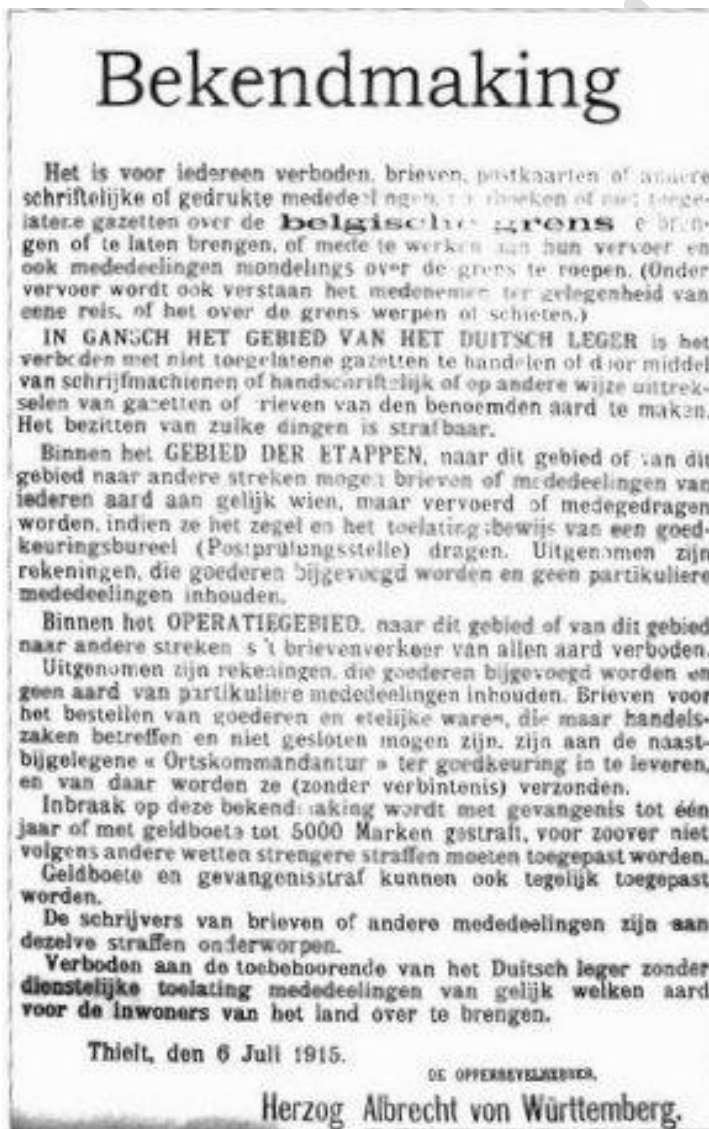 Bekendmaking
Het is voor iedereen verboden, brieven, postkaarten of andere
schriftelijke of gedrukte mededeelingen, of niet toege-
latene gazetten over de belgische grens te bren-
gen of te laten brengen, of mede te werken aan hun vervoer en
ook mededeelingen mondelings over de grens te roepen. (Onder
vervoer wordt ook verstaan het medenemen ter gelegenheid van
eene reis, of het over de grens werpen of schieten.)
IN GANSCH HET GEBIED VAN HET DUITSCH LEGER is het
verboden met niet toegelatene gazetten te handelen of door middel
van schrijfmachienen of handschriftelijk of op andere wijze uittrek-
selen van gazetten of brieven van den benoemden aard te maken.
Het bezitten van zulke dingen is strafbaar.
Binnen het GEBIED DER ETAPPEN, naar dit gebied of van dit
gebied naar andere streken mogen brieven of mededeelingen van
iederen aard aan gelijk wien, maar vervoerd of medegedragen
worden, indien ze het zegel en het toelatingsbewijs van een goed-
keuringsbureel (Postprüfungsstelle) dragen. Uitgenomen zijn
rekeningen, die goederen bijgevoegd worden en geen partikuliere
mededeelingen inhouden.
Binnen het OPERATIEGEBIED, naar dit gebied of van dit gebied
naar andere streken is 't brievenverkeer van allen aard verboden.
Uitgenomen zijn rekeningen, die goederen bijgevoegd worden en
geen aard van partikuliere mededeelingen inhouden. Brieven voor
het bestellen van goederen en etelijke waren, die maar handels-
zaken betreffen en niet gesloten mogen zijn, zijn aan de naast-
bijgelegene « Ortskommandantur » ter goedkeuring in te leveren,
en van daar worden ze (zonder verbintenis) verzonden.
Inbraak op deze bekendmaking wordt met gevangenis tot één
jaar of met geldboete tot 5000 Marken gestraft, voor zoover niet
volgens andere wetten strengere straffen moeten toegepast worden.
Geldboete en gevangenisstraf kunnen ook tegelijk toegepast
worden.
De schrijvers van brieven of andere mededeelingen zijn aan
dezelve straffen onderworpen.
Verboden aan de toebehoorende van het Duitsch leger zonder
dienstelijke toelating mededeelingen van gelijk welken aard
voor de inwoners van het land over te brengen.
Thielt, den 6 Juli 1915.
DE OPPERBEVELHEBBER,
Herzog Albrecht von Württemberg.